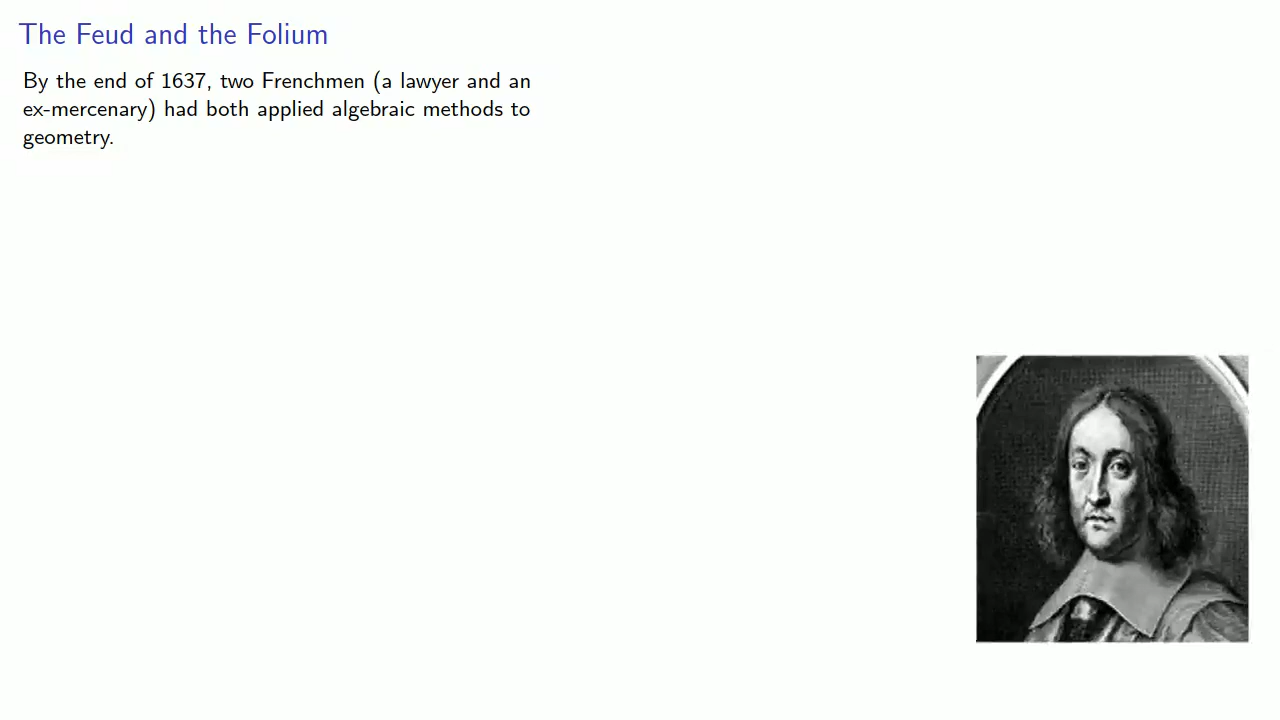 The Feud and the Folium
By the end of 1637, two Frenchmen (a lawyer and an
ex-mercenary) had both applied algebraic methods to
geometry.